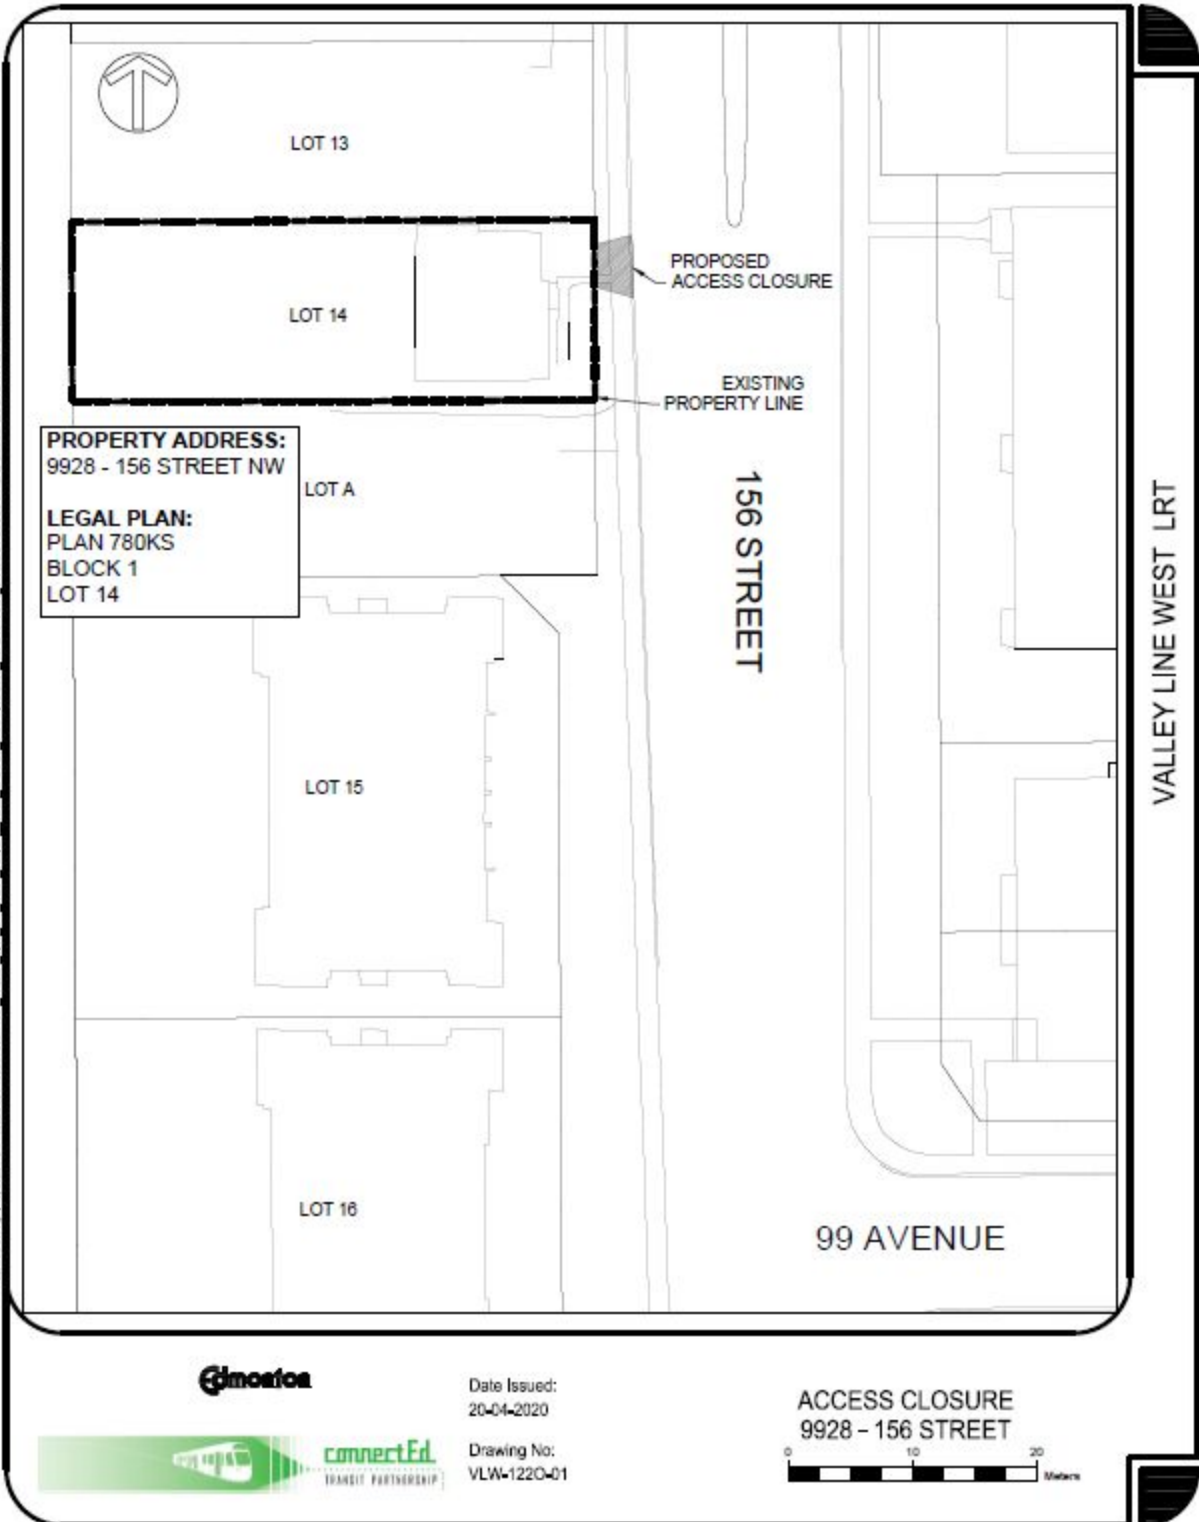 LOT 13
PROPOSED
ACCESS CLOSURE
LOT 14
EXISTING
PROPERTY LINE
PROPERTY ADDRESS:
9928 - 156 STREET NW
LEGAL PLAN:
PLAN 780KS
BLOCK 1
LOT 14
LOT A
156 STREET
VALLEY LINE WEST LRT
LOT 15
LOT 16
99 AVENUE
Edmonton
connectEd
TRANSIT PARTNERSHIP
Date Issued:
20-04-2020
Drawing No:
VLW-122O-01
ACCESS CLOSURE
9928 – 156 STREET
0 10 20
Meters